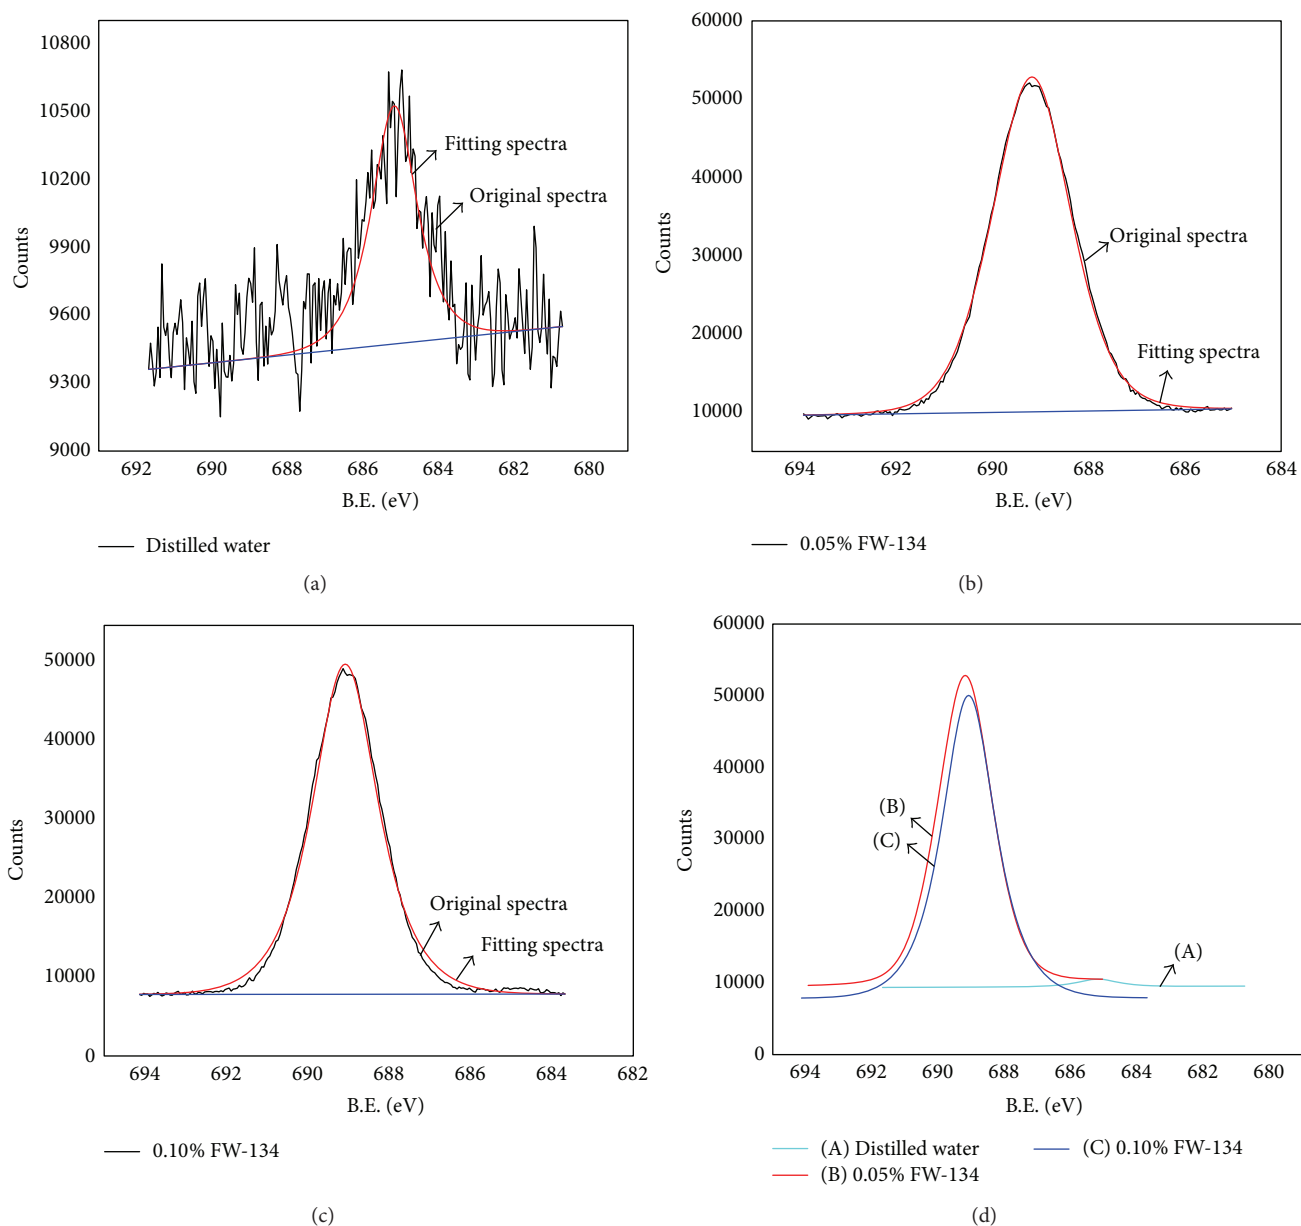 10800
10500
10200
9900
9600
9300
9000
Counts
Fitting spectra
Original spectra
692 690 688 686 684 682 680
B.E. (eV)
Distilled water
(a)
60000
50000
40000
30000
20000
10000
Counts
Original spectra
Fitting spectra
694 692 690 688 686 684
B.E. (eV)
0.05% FW-134
(b)
50000
40000
30000
20000
10000
0
Counts
Original spectra
Fitting spectra
694 692 690 688 686 684 682
B.E. (eV)
0.10% FW-134
(c)
60000
50000
40000
30000
20000
10000
0
Counts
(B)
(C)
(A)
694 692 690 688 686 684 682 680
B.E. (eV)
(A) Distilled water
(C) 0.10% FW-134
(B) 0.05% FW-134
(d)